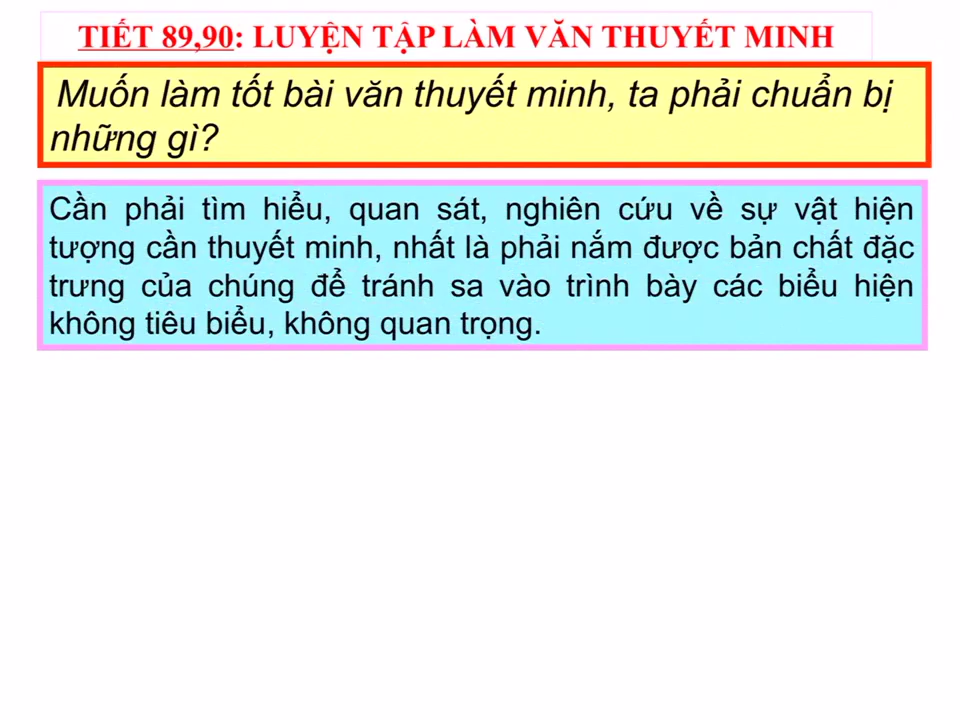 TIẾT 89,90: LUYỆN TẬP LÀM VĂN THUYẾT MINH
Muốn làm tốt bài văn thuyết minh, ta phải chuẩn bị
những gì?
Cần phải tìm hiểu, quan sát, nghiên cứu về sự vật hiện
tượng cần thuyết minh, nhất là phải nắm được bản chất đặc
trưng của chúng để tránh sa vào trình bày các biểu hiện
không tiêu biểu, không quan trọng.